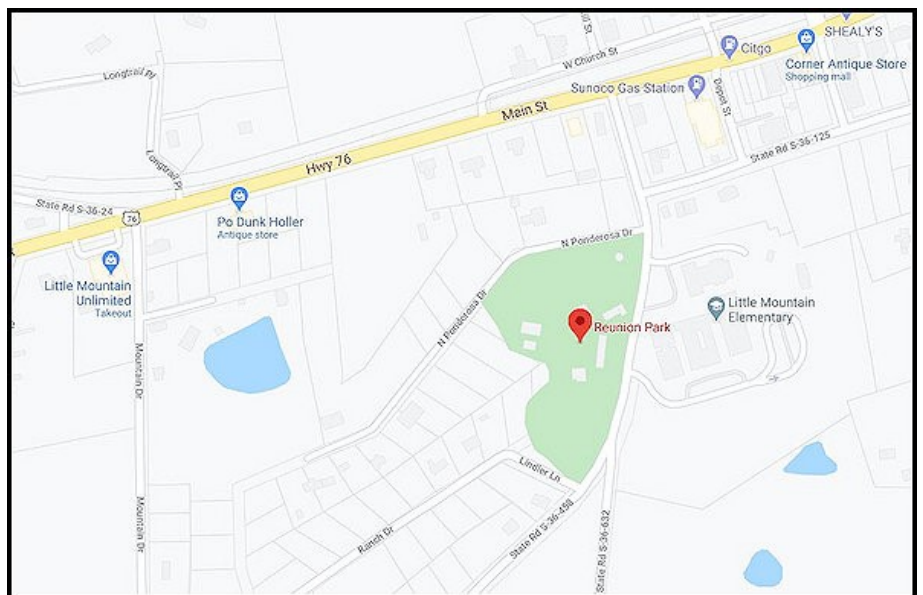 SHEALY'S
Citgo
W Church St
Corner Antique Store
Shopping mall
Longtrail Pl
Sunoco Gas Station
Depot St
Main St
State Rd S-36-125
Hwy 76
Longtrail Pl
State Rd S-36-24
76
Po Dunk Holler
Antique store
N Ponderosa Dr
Little Mountain
Unlimited
Takeout
N Ponderosa Dr
Little Mountain
Elementary
Reunion Park
Mountain Dr
Lindler Ln
Mountain Dr
Ranch Dr
State Rd S-36-450
State Rd S-36-632